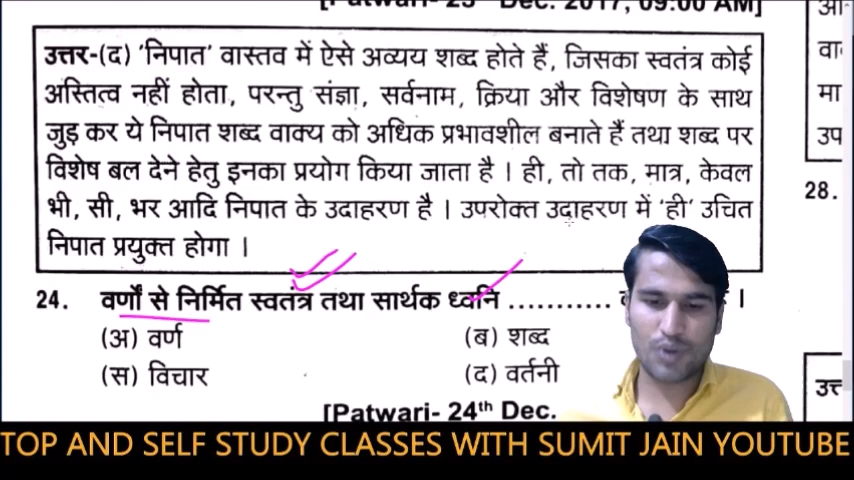 [Patwari- 23 Dec. 2017, 09:00 AM]
उत्तर-(द) 'निपात' वास्तव में ऐसे अव्यय शब्द होते हैं, जिसका स्वतंत्र कोई
अस्तित्व नहीं होता, परन्तु संज्ञा, सर्वनाम, क्रिया और विशेषण के साथ
जुड़ कर ये निपात शब्द वाक्य को अधिक प्रभावशील बनाते हैं तथा शब्द पर
विशेष बल देने हेतु इनका प्रयोग किया जाता है । ही, तो तक, मात्र, केवल
भी, सी, भर आदि निपात के उदाहरण है । उपरोक्त उदाहरण में 'ही' उचित
निपात प्रयुक्त होगा ।
24. वर्णों से निर्मित स्वतंत्र तथा सार्थक ध्वनि ........... ।
(अ) वर्ण (ब) शब्द
(स) विचार (द) वर्तनी
[Patwari- 24th Dec.
28.
TOP AND SELF STUDY CLASSES WITH SUMIT JAIN YOUTUBE